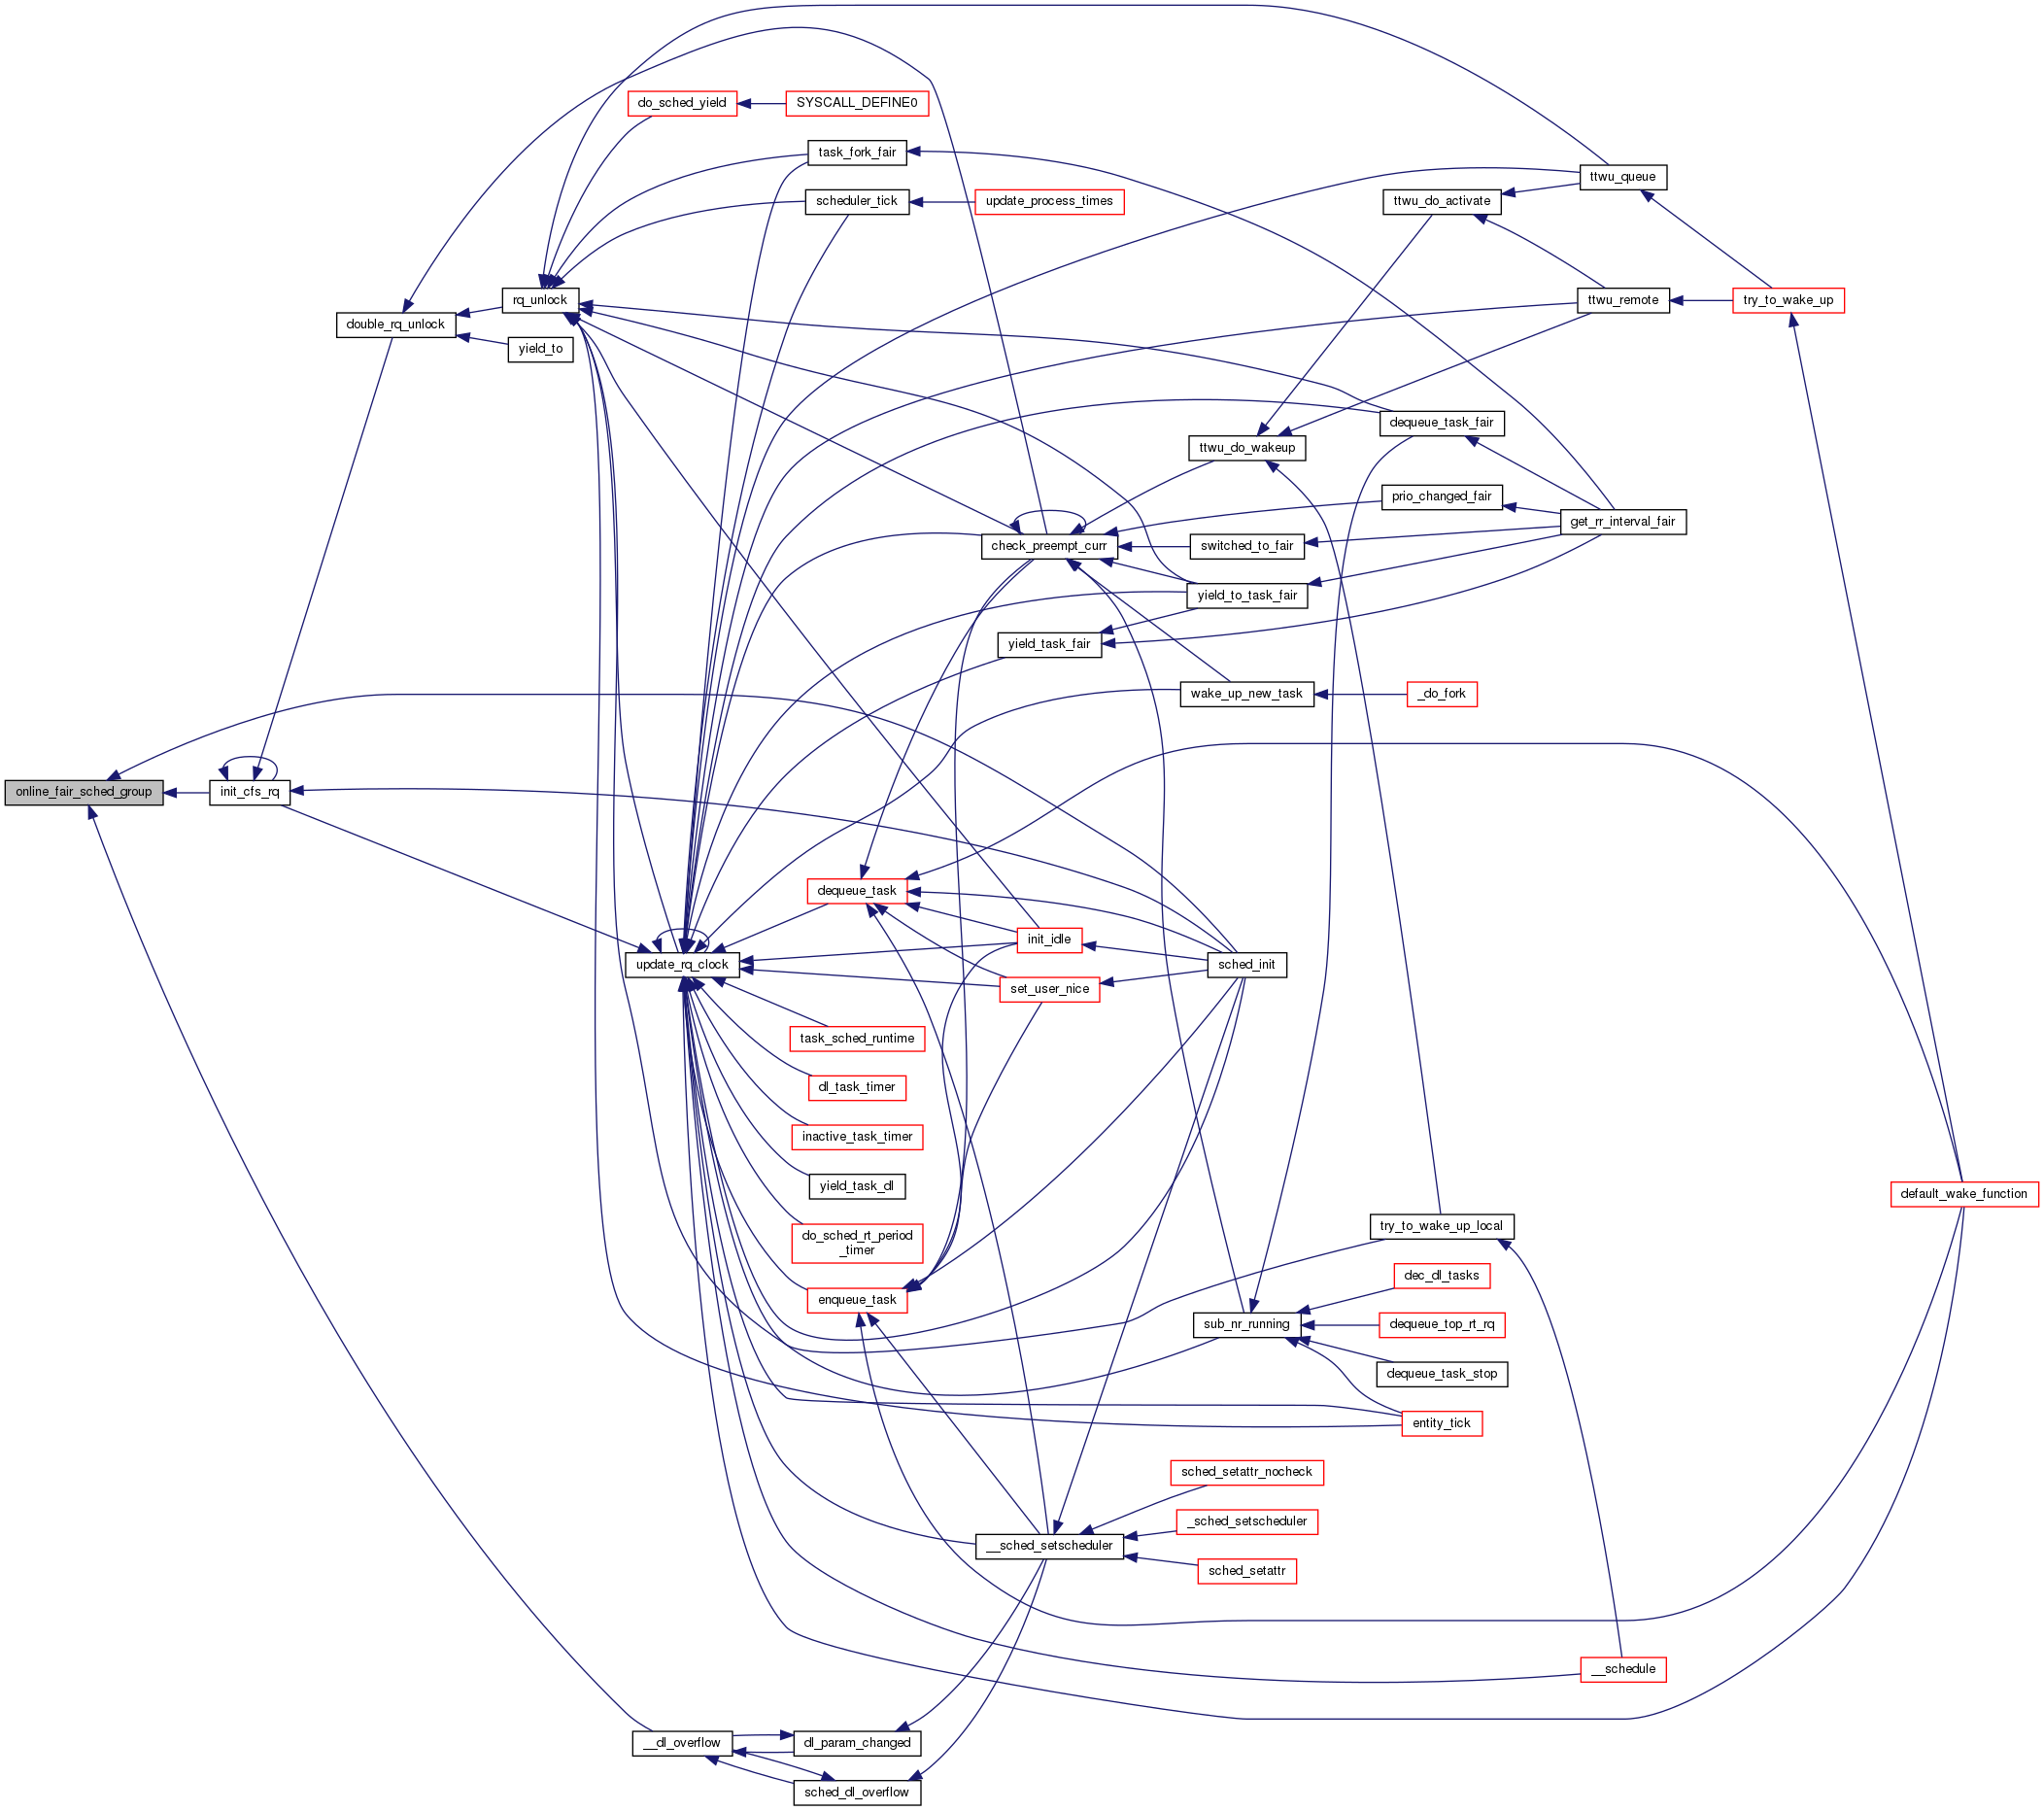 do_sched_yield
SYSCALL_DEFINE0
task_fork_fair
ttwu_queue
scheduler_tick
update_process_times
ttwu_do_activate
rq_unlock
ttwu_remote
try_to_wake_up
double_rq_unlock
yield_to
dequeue_task_fair
ttwu_do_wakeup
prio_changed_fair
get_rr_interval_fair
check_preempt_curr
switched_to_fair
yield_to_task_fair
yield_task_fair
wake_up_new_task
_do_fork
online_fair_sched_group
init_cfs_rq
dequeue_task
init_idle
update_rq_clock
sched_init
set_user_nice
task_sched_runtime
dl_task_timer
inactive_task_timer
yield_task_dl
default_wake_function
try_to_wake_up_local
do_sched_rt_period
_timer
dec_dl_tasks
enqueue_task
sub_nr_running
dequeue_top_rt_rq
dequeue_task_stop
entity_tick
sched_setattr_nocheck
_sched_setscheduler
__sched_setscheduler
sched_setattr
__schedule
__dl_overflow
dl_param_changed
sched_dl_overflow